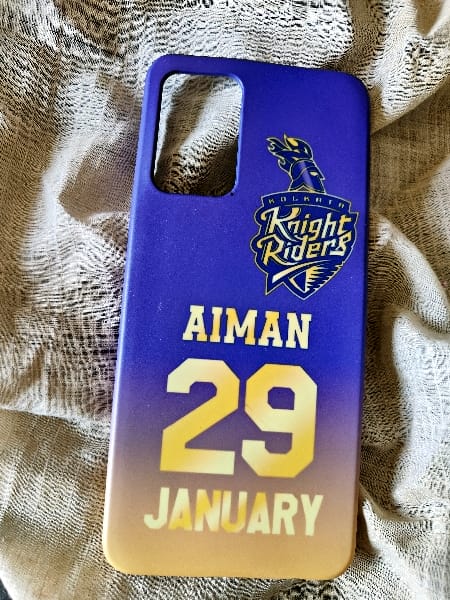 KOLKATA
Knight
Riders
AIMAN
29
JANUARY